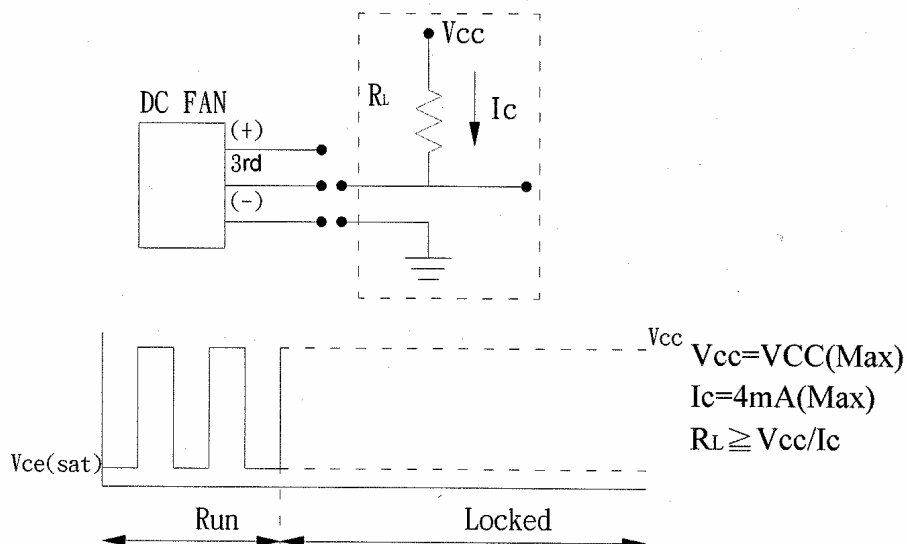 Vcc
RL
Ic
DC FAN
(+)
3rd
(-)
Vcc
Vcc=VCC(Max)
Ic=4mA(Max)
RL≧Vcc/Ic
Vce(sat)
Run
Locked